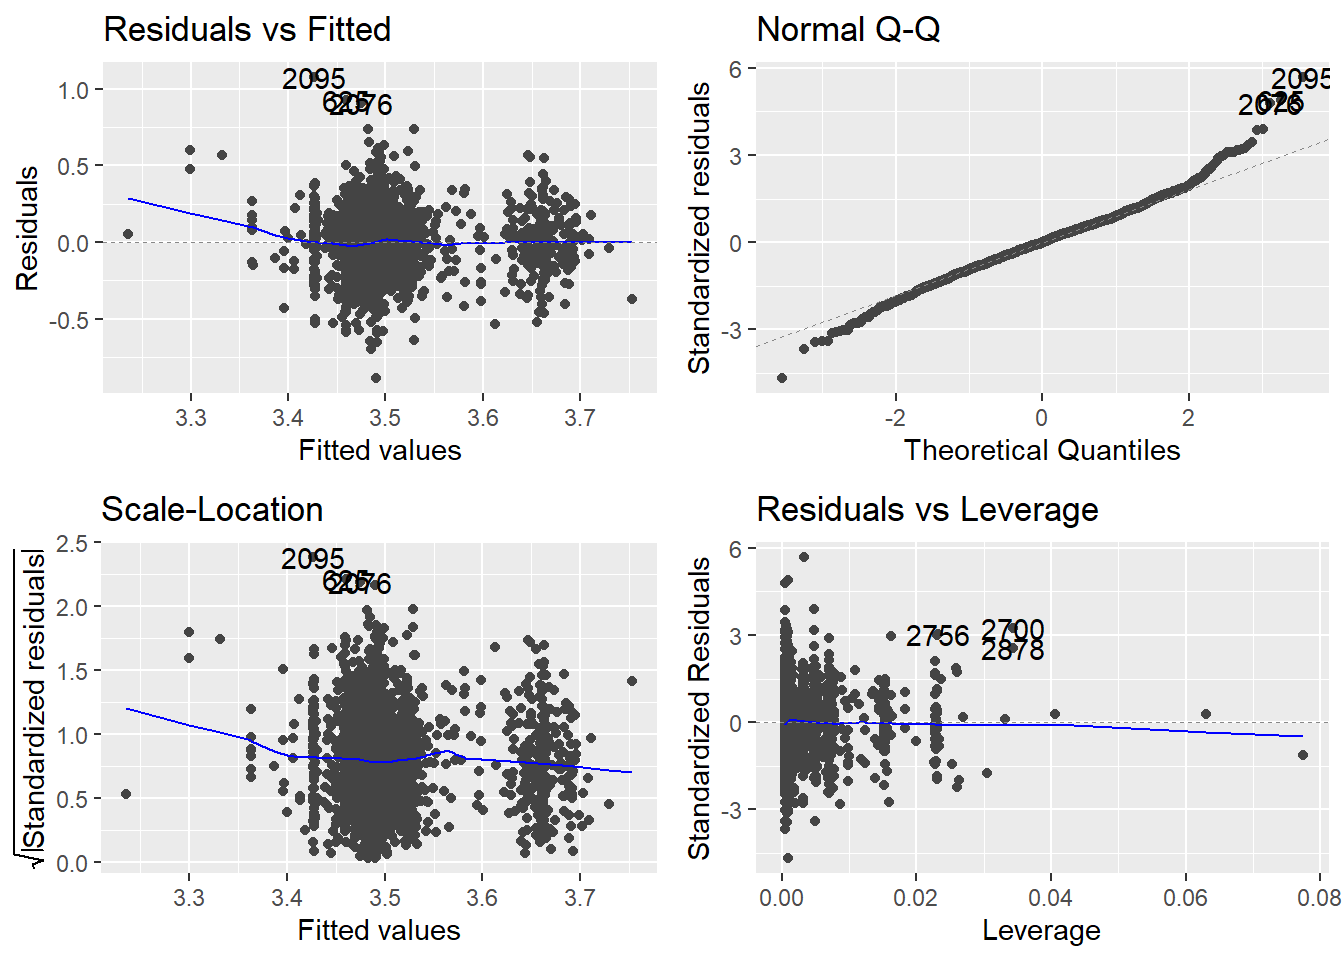 Residuals vs Fitted
2095
625
2076
1.0
0.5
0.0
-0.5
Residuals
3.3 3.4 3.5 3.6 3.7
Fitted values
Normal Q-Q
2095
625
2076
6
3
0
-3
Standardized residuals
-2 0 2
Theoretical Quantiles
Scale-Location
2095
625
2076
2.5
2.0
1.5
1.0
0.5
0.0
√|Standardized residuals|
3.3 3.4 3.5 3.6 3.7
Fitted values
Residuals vs Leverage
2756
2700
2878
6
3
0
-3
Standardized Residuals
0.00 0.02 0.04 0.06 0.08
Leverage